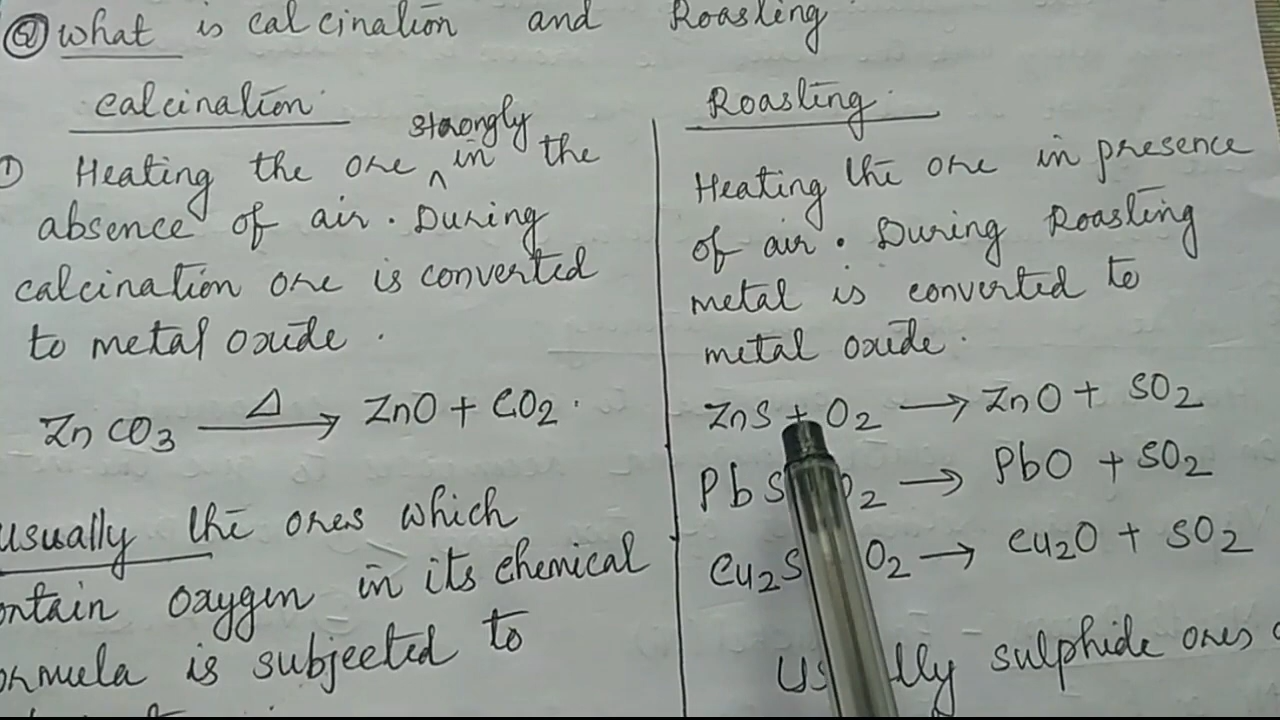 Q what is calcination and Roasting
calcination
① Heating the ore strongly in the
absence of air. During
calcination ore is converted
to metal oxide.
ZnCO3 Δ→ ZnO + CO2.
usually the ores which
contain oxygen in its chemical
formula is subjected to
Roasting.
Heating the ore in presence
of air. During Roasting
metal is converted to
metal oxide.
ZnS + O2 → ZnO + SO2
PbS O2 → PbO + SO2
Cu2S O2 → Cu2O + SO2
sulphide ores